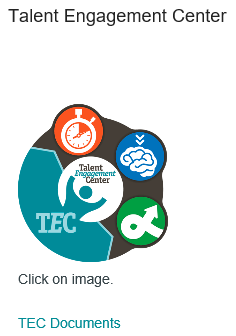 Talent Engagement Center
Talent
Engagement
Center
TEC
Click on image.
TEC Documents